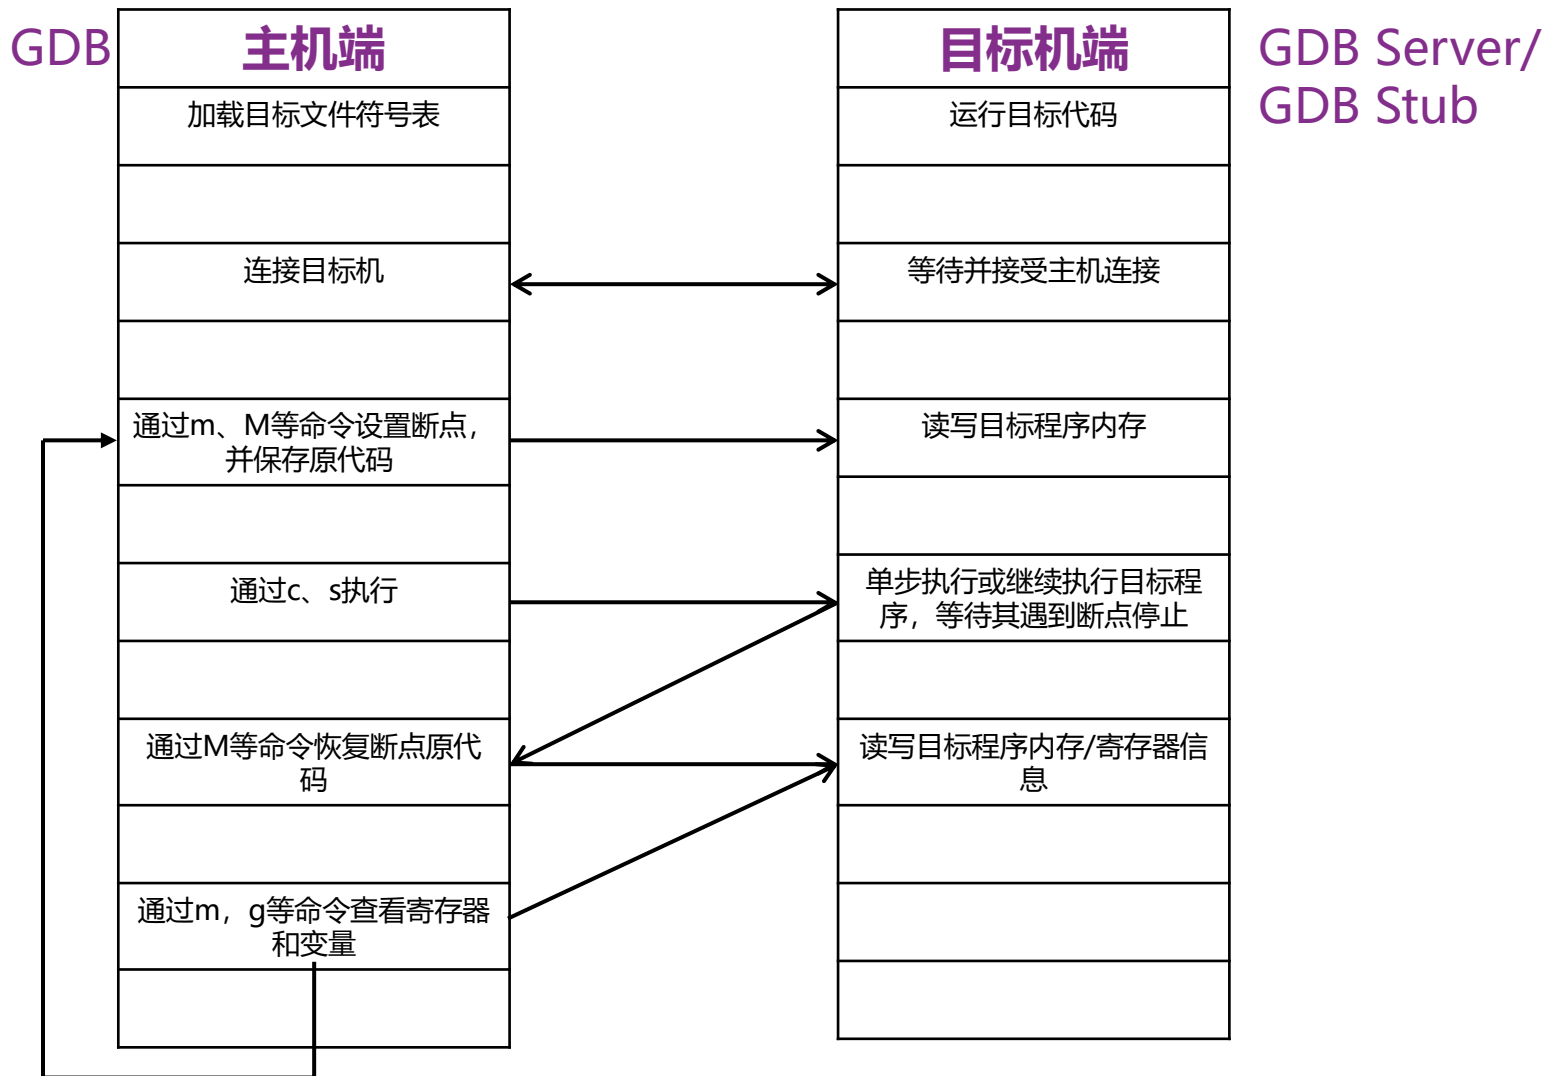 GDB
主机端
目标机端
GDB Server/
GDB Stub
加载目标文件符号表
运行目标代码
连接目标机
等待并接受主机连接
通过m、M等命令设置断点，
并保存原代码
读写目标程序内存
通过c、s执行
单步执行或继续执行目标程
序，等待其遇到断点停止
通过M等命令恢复断点原代
码
读写目标程序内存/寄存器信
息
通过m，g等命令查看寄存器
和变量